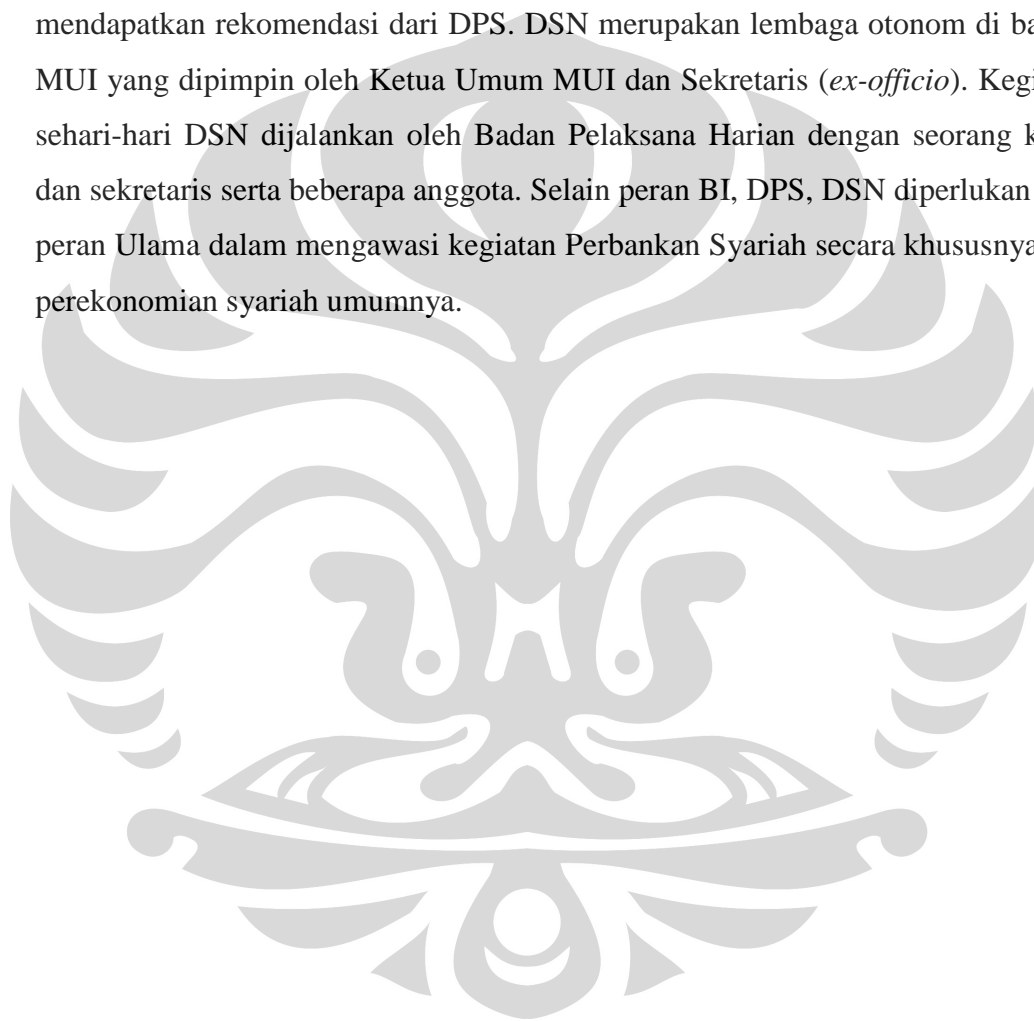 mendapatkan rekomendasi dari DPS. DSN merupakan lembaga otonom di ba
MUI yang dipimpin oleh Ketua Umum MUI dan Sekretaris (ex-officio). Kegi
sehari-hari DSN dijalankan oleh Badan Pelaksana Harian dengan seorang k
dan sekretaris serta beberapa anggota. Selain peran BI, DPS, DSN diperlukan
peran Ulama dalam mengawasi kegiatan Perbankan Syariah secara khususnya
perekonomian syariah umumnya.